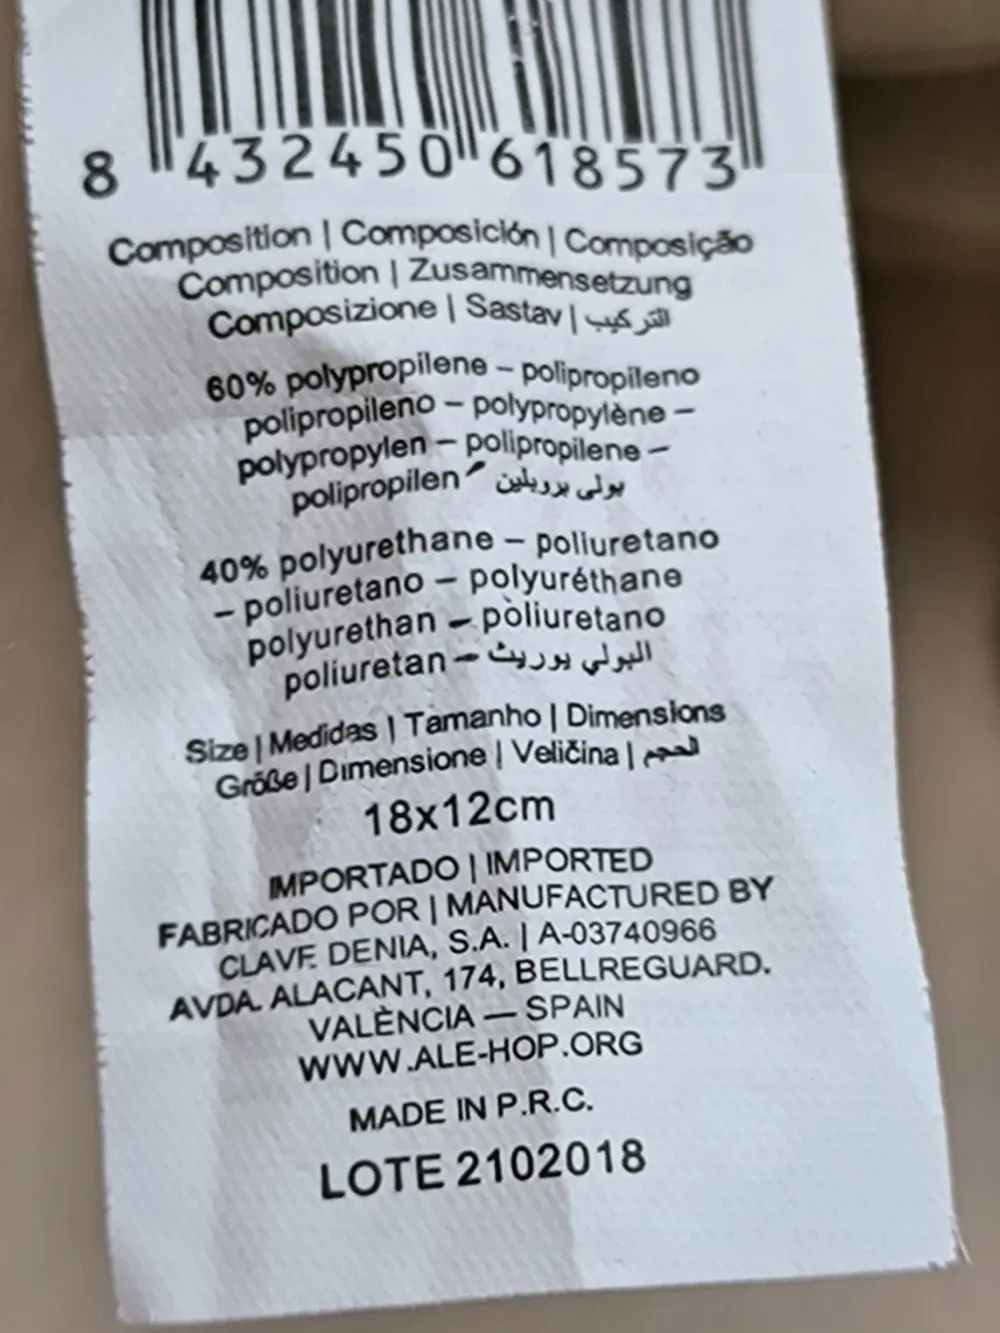 8 432450 618573
Composition | Composición | Composição
Composition | Zusammensetzung
Composizione | Sastav | التركيب
60% polypropilene – polipropileno
polipropileno – polypropylène –
polypropylen – polipropilene –
polipropilen – بولى بروبلين
40% polyurethane – poliuretano
– poliuretano – polyuréthane
polyurethan – pòliuretano
poliuretan – البولي يوريث
Size | Medidas | Tamanho | Dimensions
Größe | Dimensione | Veličina | الحجم
18x12cm
IMPORTADO | IMPORTED
FABRICADO POR | MANUFACTURED BY
CLAVE DENIA, S.A. | A-03740966
AVDA. ALACANT, 174, BELLREGUARD.
VALÈNCIA — SPAIN
WWW.ALE-HOP.ORG
MADE IN P.R.C.
LOTE 2102018